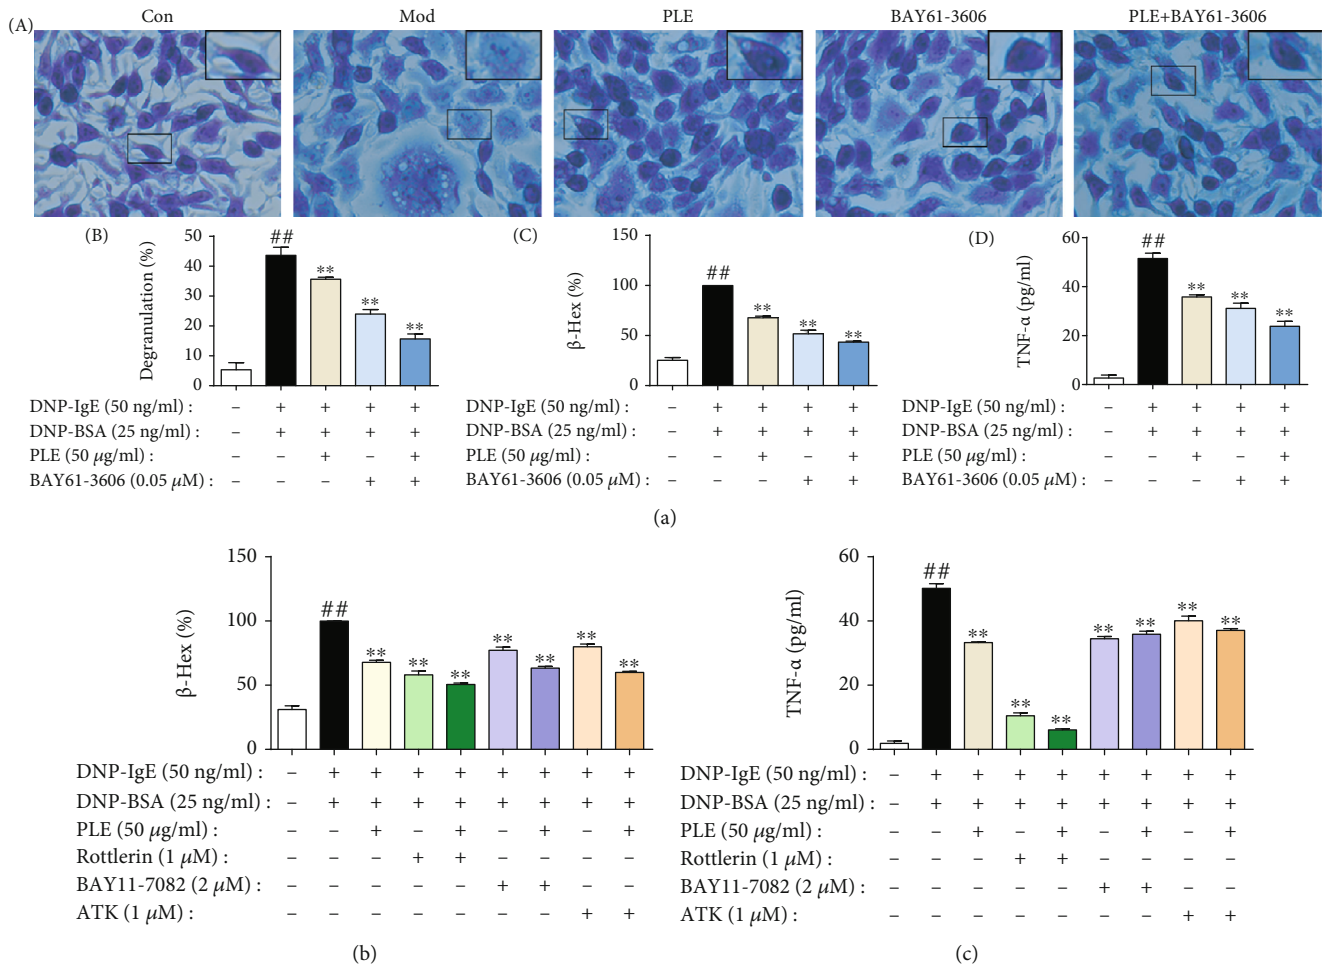 (A)
Con Mod PLE BAY61-3606 PLE+BAY61-3606
(B)
Degranulation (%)
50
40
30
20
10
0
## ** ** **
DNP-IgE (50 ng/ml) : – + + + +
DNP-BSA (25 ng/ml) : – + + + +
PLE (50 μg/ml) : – – + – +
BAY61-3606 (0.05 μM) : – – – + +
(C)
β-Hex (%)
150
100
50
0
## ** ** **
DNP-IgE (50 ng/ml) : – + + + +
DNP-BSA (25 ng/ml) : – + + + +
PLE (50 μg/ml) : – – + – +
BAY61-3606 (0.05 μM) : – – – + +
(D)
TNF-α (pg/ml)
60
40
20
0
## ** ** **
DNP-IgE (50 ng/ml) : – + + + +
DNP-BSA (25 ng/ml) : – + + + +
PLE (50 μg/ml) : – – + – +
BAY61-3606 (0.05 μM) : – – – + +
(a)
β-Hex (%)
150
100
50
0
## ** ** ** ** ** ** **
DNP-IgE (50 ng/ml) : – + + + + + + + +
DNP-BSA (25 ng/ml) : – + + + + + + + +
PLE (50 μg/ml) : – – + – + – + – +
Rottlerin (1 μM) : – – – + + – – – –
BAY11-7082 (2 μM) : – – – – – + + – –
ATK (1 μM) : – – – – – – – + +
(b)
TNF-α (pg/ml)
60
40
20
0
## ** ** ** ** ** ** **
DNP-IgE (50 ng/ml) : – + + + + + + + +
DNP-BSA (25 ng/ml) : – + + + + + + + +
PLE (50 μg/ml) : – – + – + – + – +
Rottlerin (1 μM) : – – – + + – – – –
BAY11-7082 (2 μM) : – – – – – + + – –
ATK (1 μM) : – – – – – – – + +
(c)